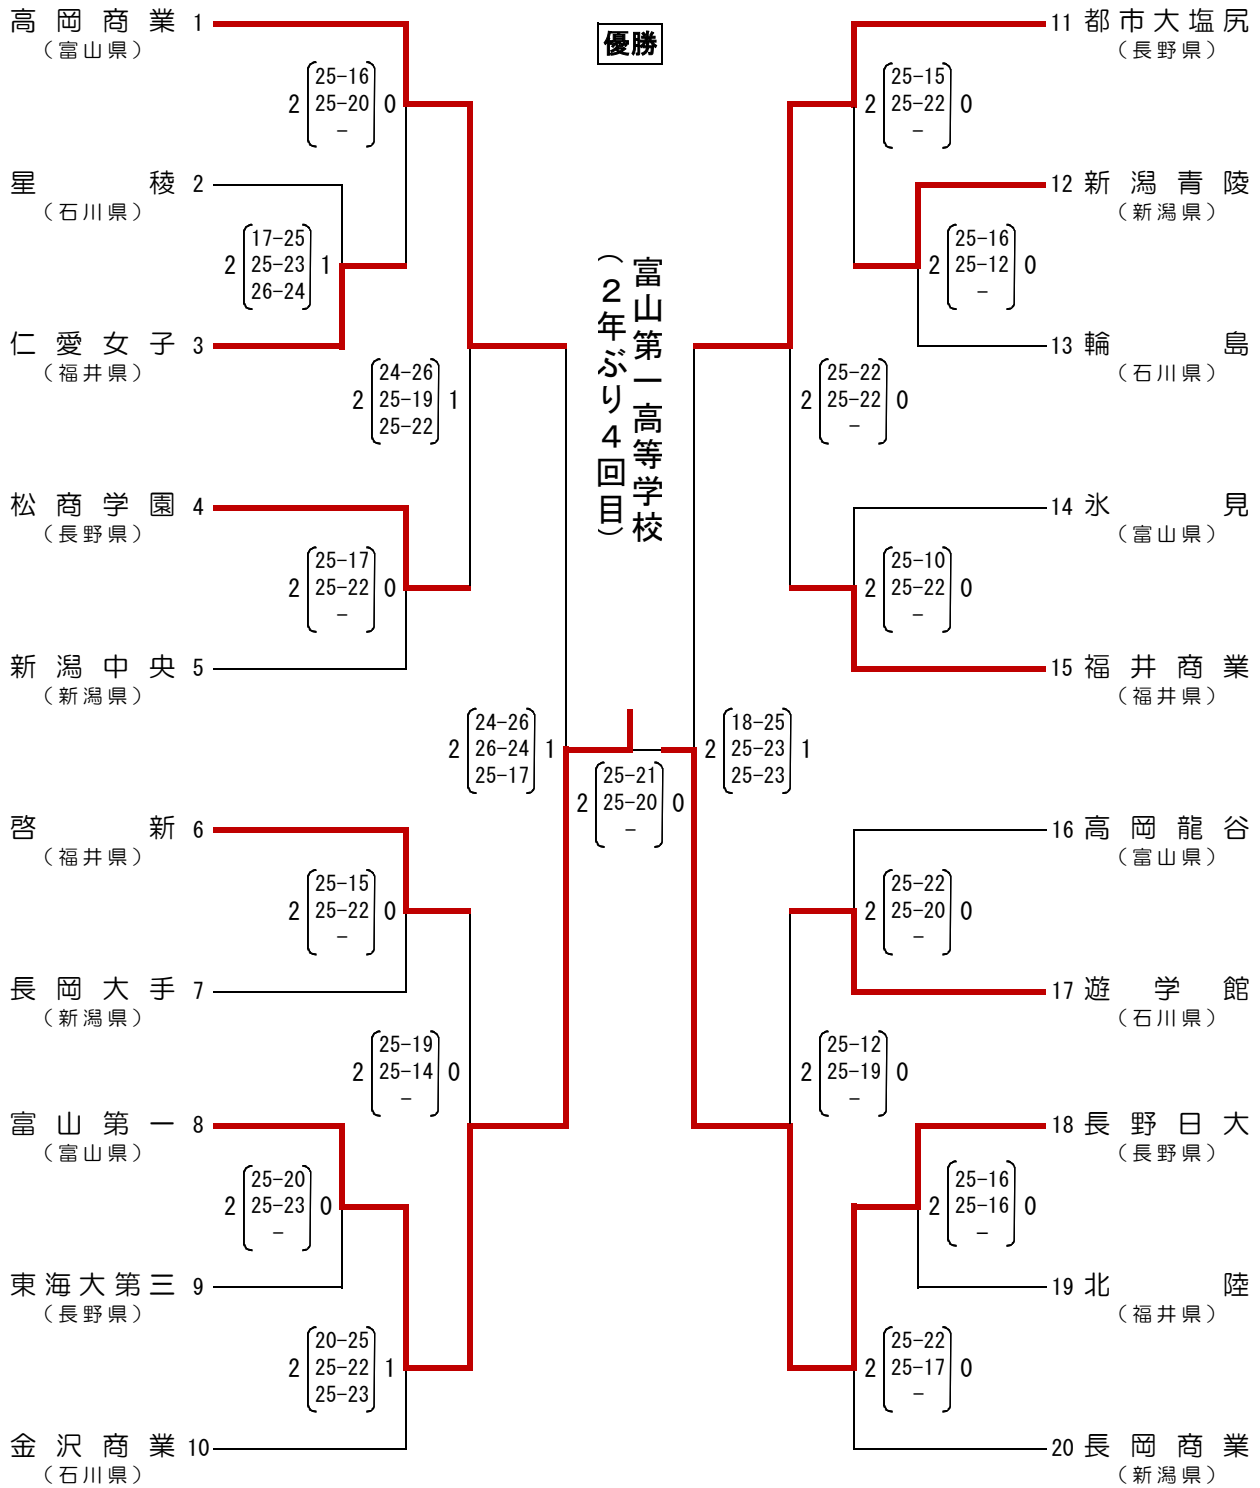 優勝
富山第一高等学校
（２年ぶり４回目）
高岡商業 1
（富山県）
2 25-16 0
25-20
-
星稜 2
（石川県）
2 17-25 1
25-23
26-24
仁愛女子 3
（福井県）
2 24-26 1
25-19
25-22
松商学園 4
（長野県）
2 25-17 0
25-22
-
新潟中央 5
（新潟県）
2 24-26 1
26-24
25-17
啓新 6
（福井県）
2 25-15 0
25-22
-
長岡大手 7
（新潟県）
2 25-19 0
25-14
-
富山第一 8
（富山県）
2 25-20 0
25-23
-
東海大第三 9
（長野県）
2 20-25 1
25-22
25-23
金沢商業 10
（石川県）
2 25-21 0
25-20
-
11 都市大塩尻
（長野県）
2 25-15 0
25-22
-
12 新潟青陵
（新潟県）
2 25-16 0
25-12
-
13 輪島
（石川県）
2 25-22 0
25-22
-
14 氷見
（富山県）
2 25-10 0
25-22
-
15 福井商業
（福井県）
2 18-25 1
25-23
25-23
16 高岡龍谷
（富山県）
2 25-22 0
25-20
-
17 遊学館
（石川県）
2 25-12 0
25-19
-
18 長野日大
（長野県）
2 25-16 0
25-16
-
19 北陸
（福井県）
2 25-22 0
25-17
-
20 長岡商業
（新潟県）